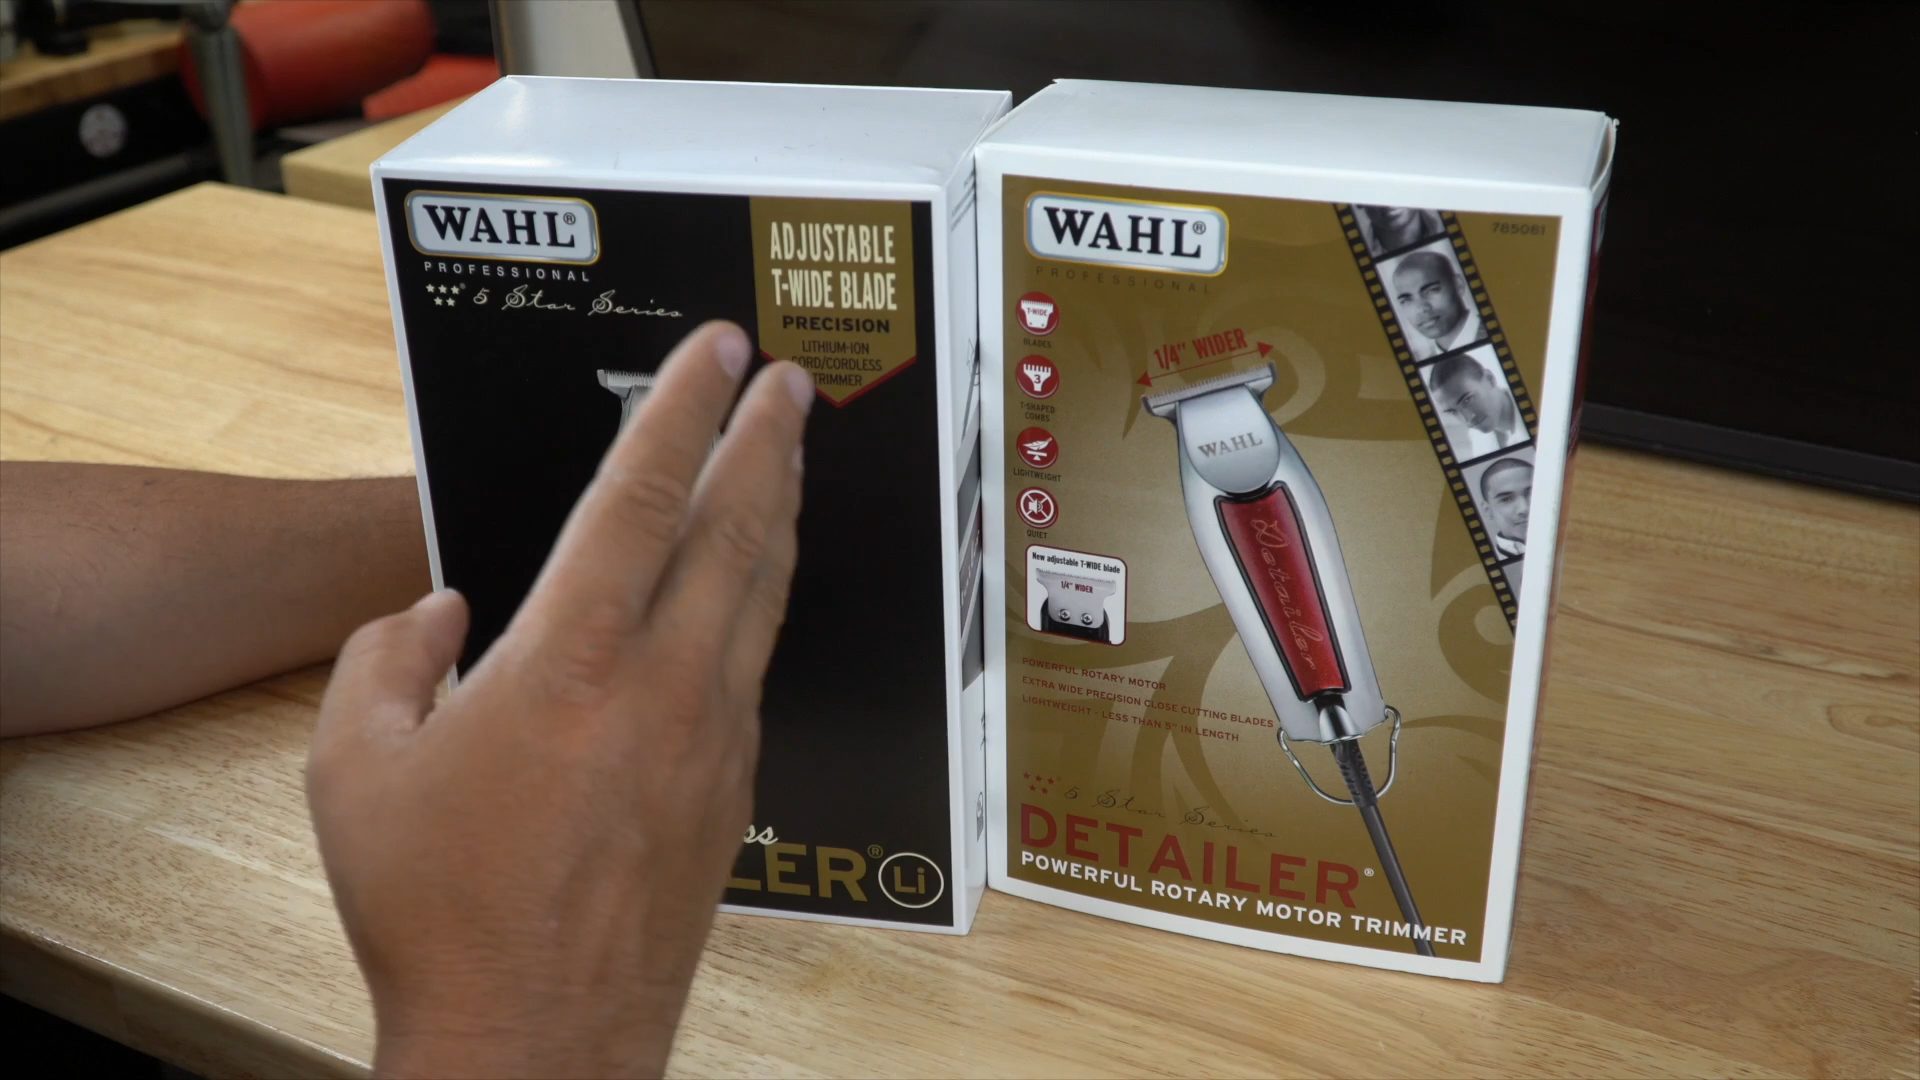 WAHL®
PROFESSIONAL
5 Star Series
ADJUSTABLE
T-WIDE BLADE
PRECISION
LITHIUM-ION
CORD/CORDLESS
TRIMMER
ss
LER® Li
WAHL®
PROFESSIONAL
785081
T-WIDE
BLADES
3
T-SHAPED
COMBS
LIGHTWEIGHT
QUIET
1/4" WIDER
WAHL
Detailer
New adjustable T-WIDE blade
1/4" WIDER
POWERFUL ROTARY MOTOR
EXTRA WIDE PRECISION CLOSE CUTTING BLADES
LIGHTWEIGHT - LESS THAN 5" IN LENGTH
5 Star Series
DETAILER®
POWERFUL ROTARY MOTOR TRIMMER